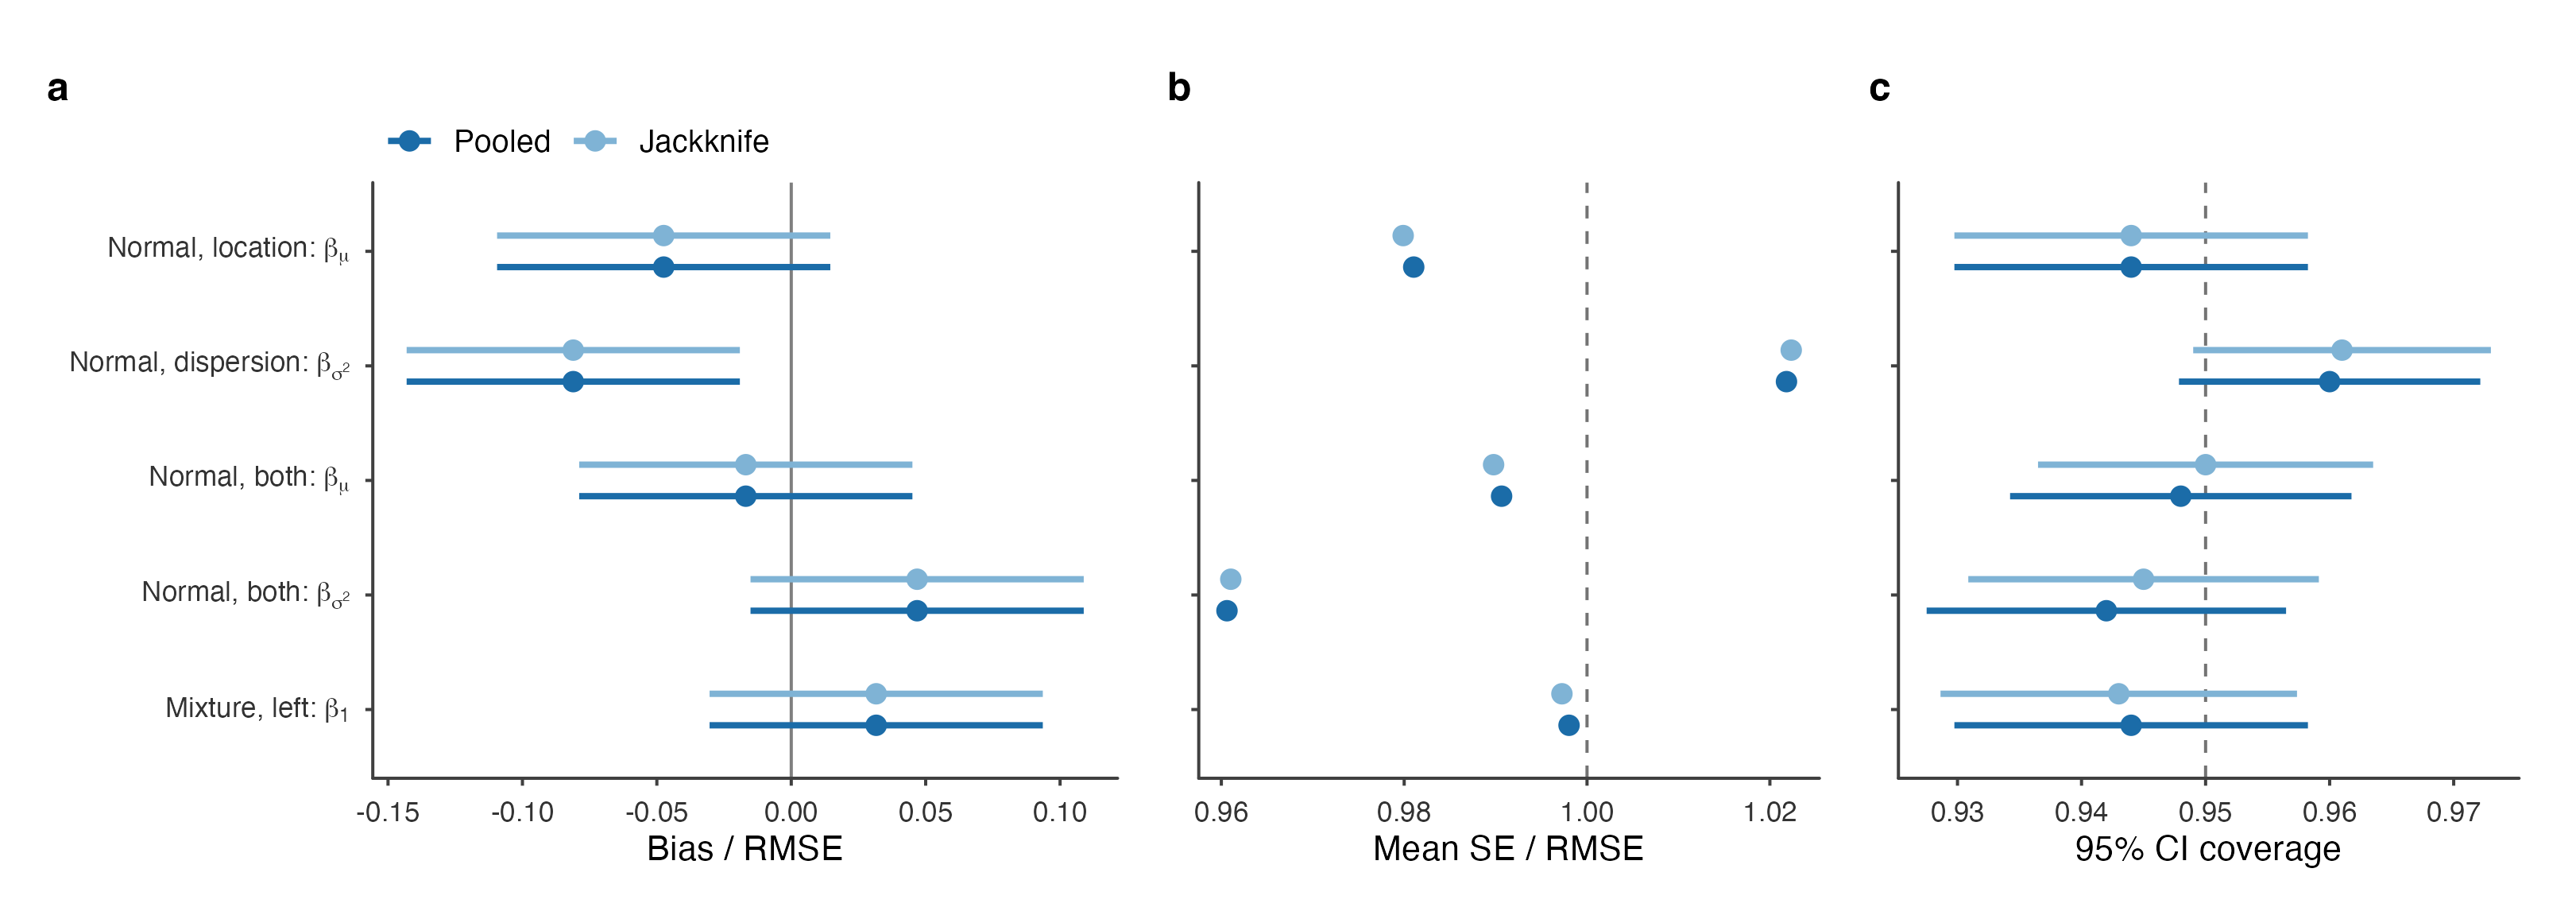 a
b
c
Pooled Jackknife
Normal, location: βμ
Normal, dispersion: βσ²
Normal, both: βμ
Normal, both: βσ²
Mixture, left: β1
-0.15 -0.10 -0.05 0.00 0.05 0.10
Bias / RMSE
0.96 0.98 1.00 1.02
Mean SE / RMSE
0.93 0.94 0.95 0.96 0.97
95% CI coverage